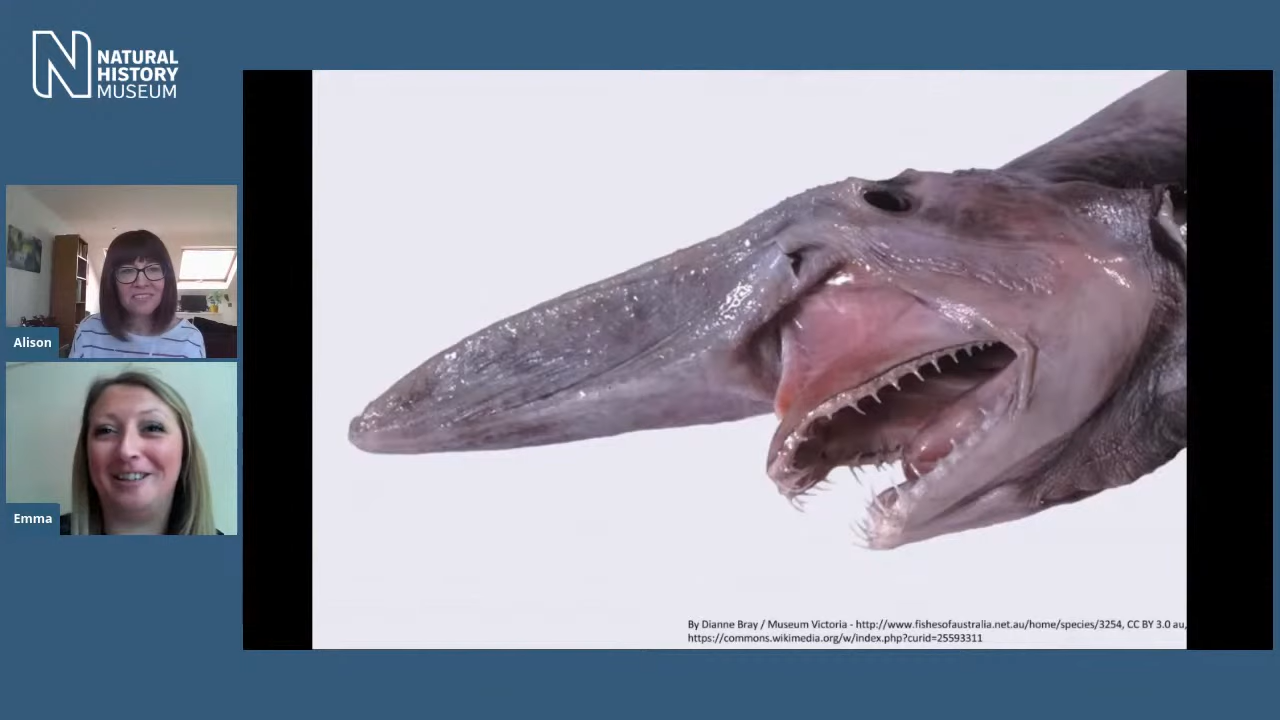 NATURAL
HISTORY
MUSEUM
Alison
Emma
By Dianne Bray / Museum Victoria - http://www.fishesofaustralia.net.au/home/species/3254, CC BY 3.0 au,
https://commons.wikimedia.org/w/index.php?curid=25593311